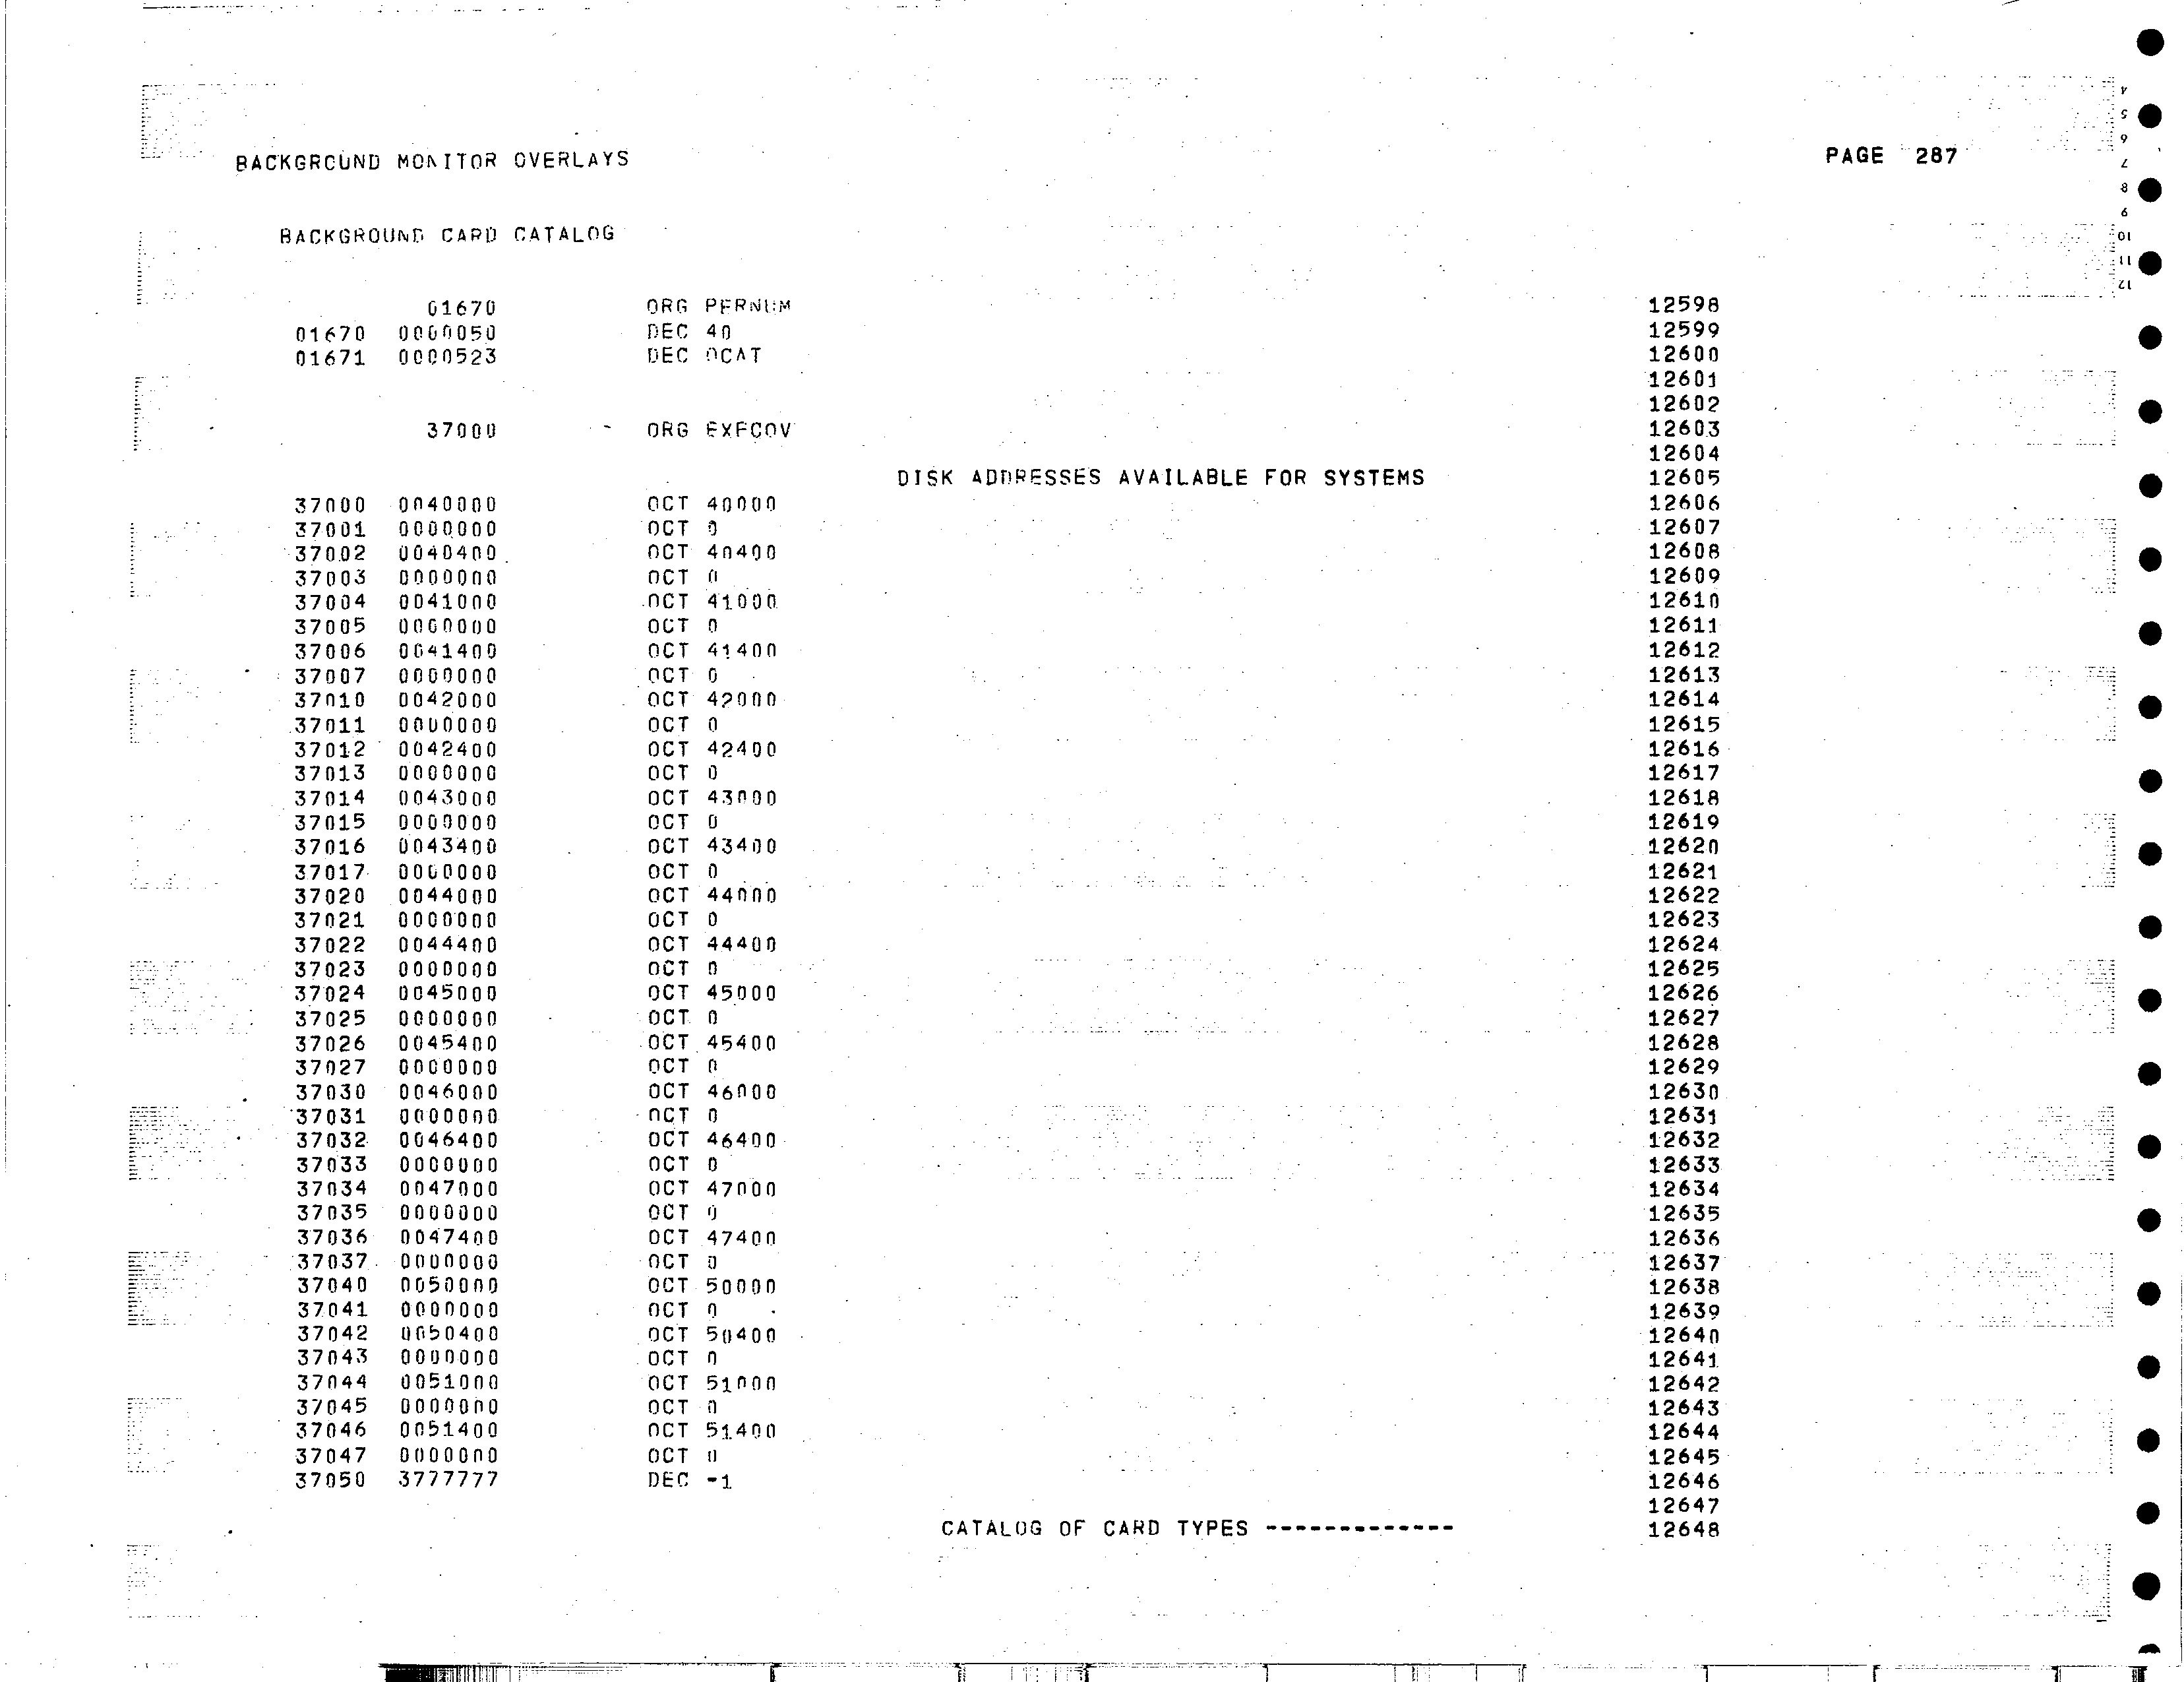 BACKGROUND MONITOR OVERLAYS PAGE 287
BACKGROUND CARD CATALOG
01670 ORG PERNUM 12598
01670 0000050 DEC 40 12599
01671 0000523 DEC OCAT 12600
12601
12602
37000 ORG EXECOV 12603
12604
DISK ADDRESSES AVAILABLE FOR SYSTEMS 12605
37000 0040000 OCT 40000 12606
37001 0000000 OCT 0 12607
37002 0040400 OCT 40400 12608
37003 0000000 OCT 0 12609
37004 0041000 OCT 41000 12610
37005 0000000 OCT 0 12611
37006 0041400 OCT 41400 12612
37007 0000000 OCT 0 12613
37010 0042000 OCT 42000 12614
37011 0000000 OCT 0 12615
37012 0042400 OCT 42400 12616
37013 0000000 OCT 0 12617
37014 0043000 OCT 43000 12618
37015 0000000 OCT 0 12619
37016 0043400 OCT 43400 12620
37017 0000000 OCT 0 12621
37020 0044000 OCT 44000 12622
37021 0000000 OCT 0 12623
37022 0044400 OCT 44400 12624
37023 0000000 OCT 0 12625
37024 0045000 OCT 45000 12626
37025 0000000 OCT 0 12627
37026 0045400 OCT 45400 12628
37027 0000000 OCT 0 12629
37030 0046000 OCT 46000 12630
37031 0000000 OCT 0 12631
37032 0046400 OCT 46400 12632
37033 0000000 OCT 0 12633
37034 0047000 OCT 47000 12634
37035 0000000 OCT 0 12635
37036 0047400 OCT 47400 12636
37037 0000000 OCT 0 12637
37040 0050000 OCT 50000 12638
37041 0000000 OCT 0 12639
37042 0050400 OCT 50400 12640
37043 0000000 OCT 0 12641
37044 0051000 OCT 51000 12642
37045 0000000 OCT 0 12643
37046 0051400 OCT 51400 12644
37047 0000000 OCT 0 12645
37050 3777777 DEC -1 12646
12647
CATALOG OF CARD TYPES ------------- 12648
4
5
6
7
8
9
10
11
12